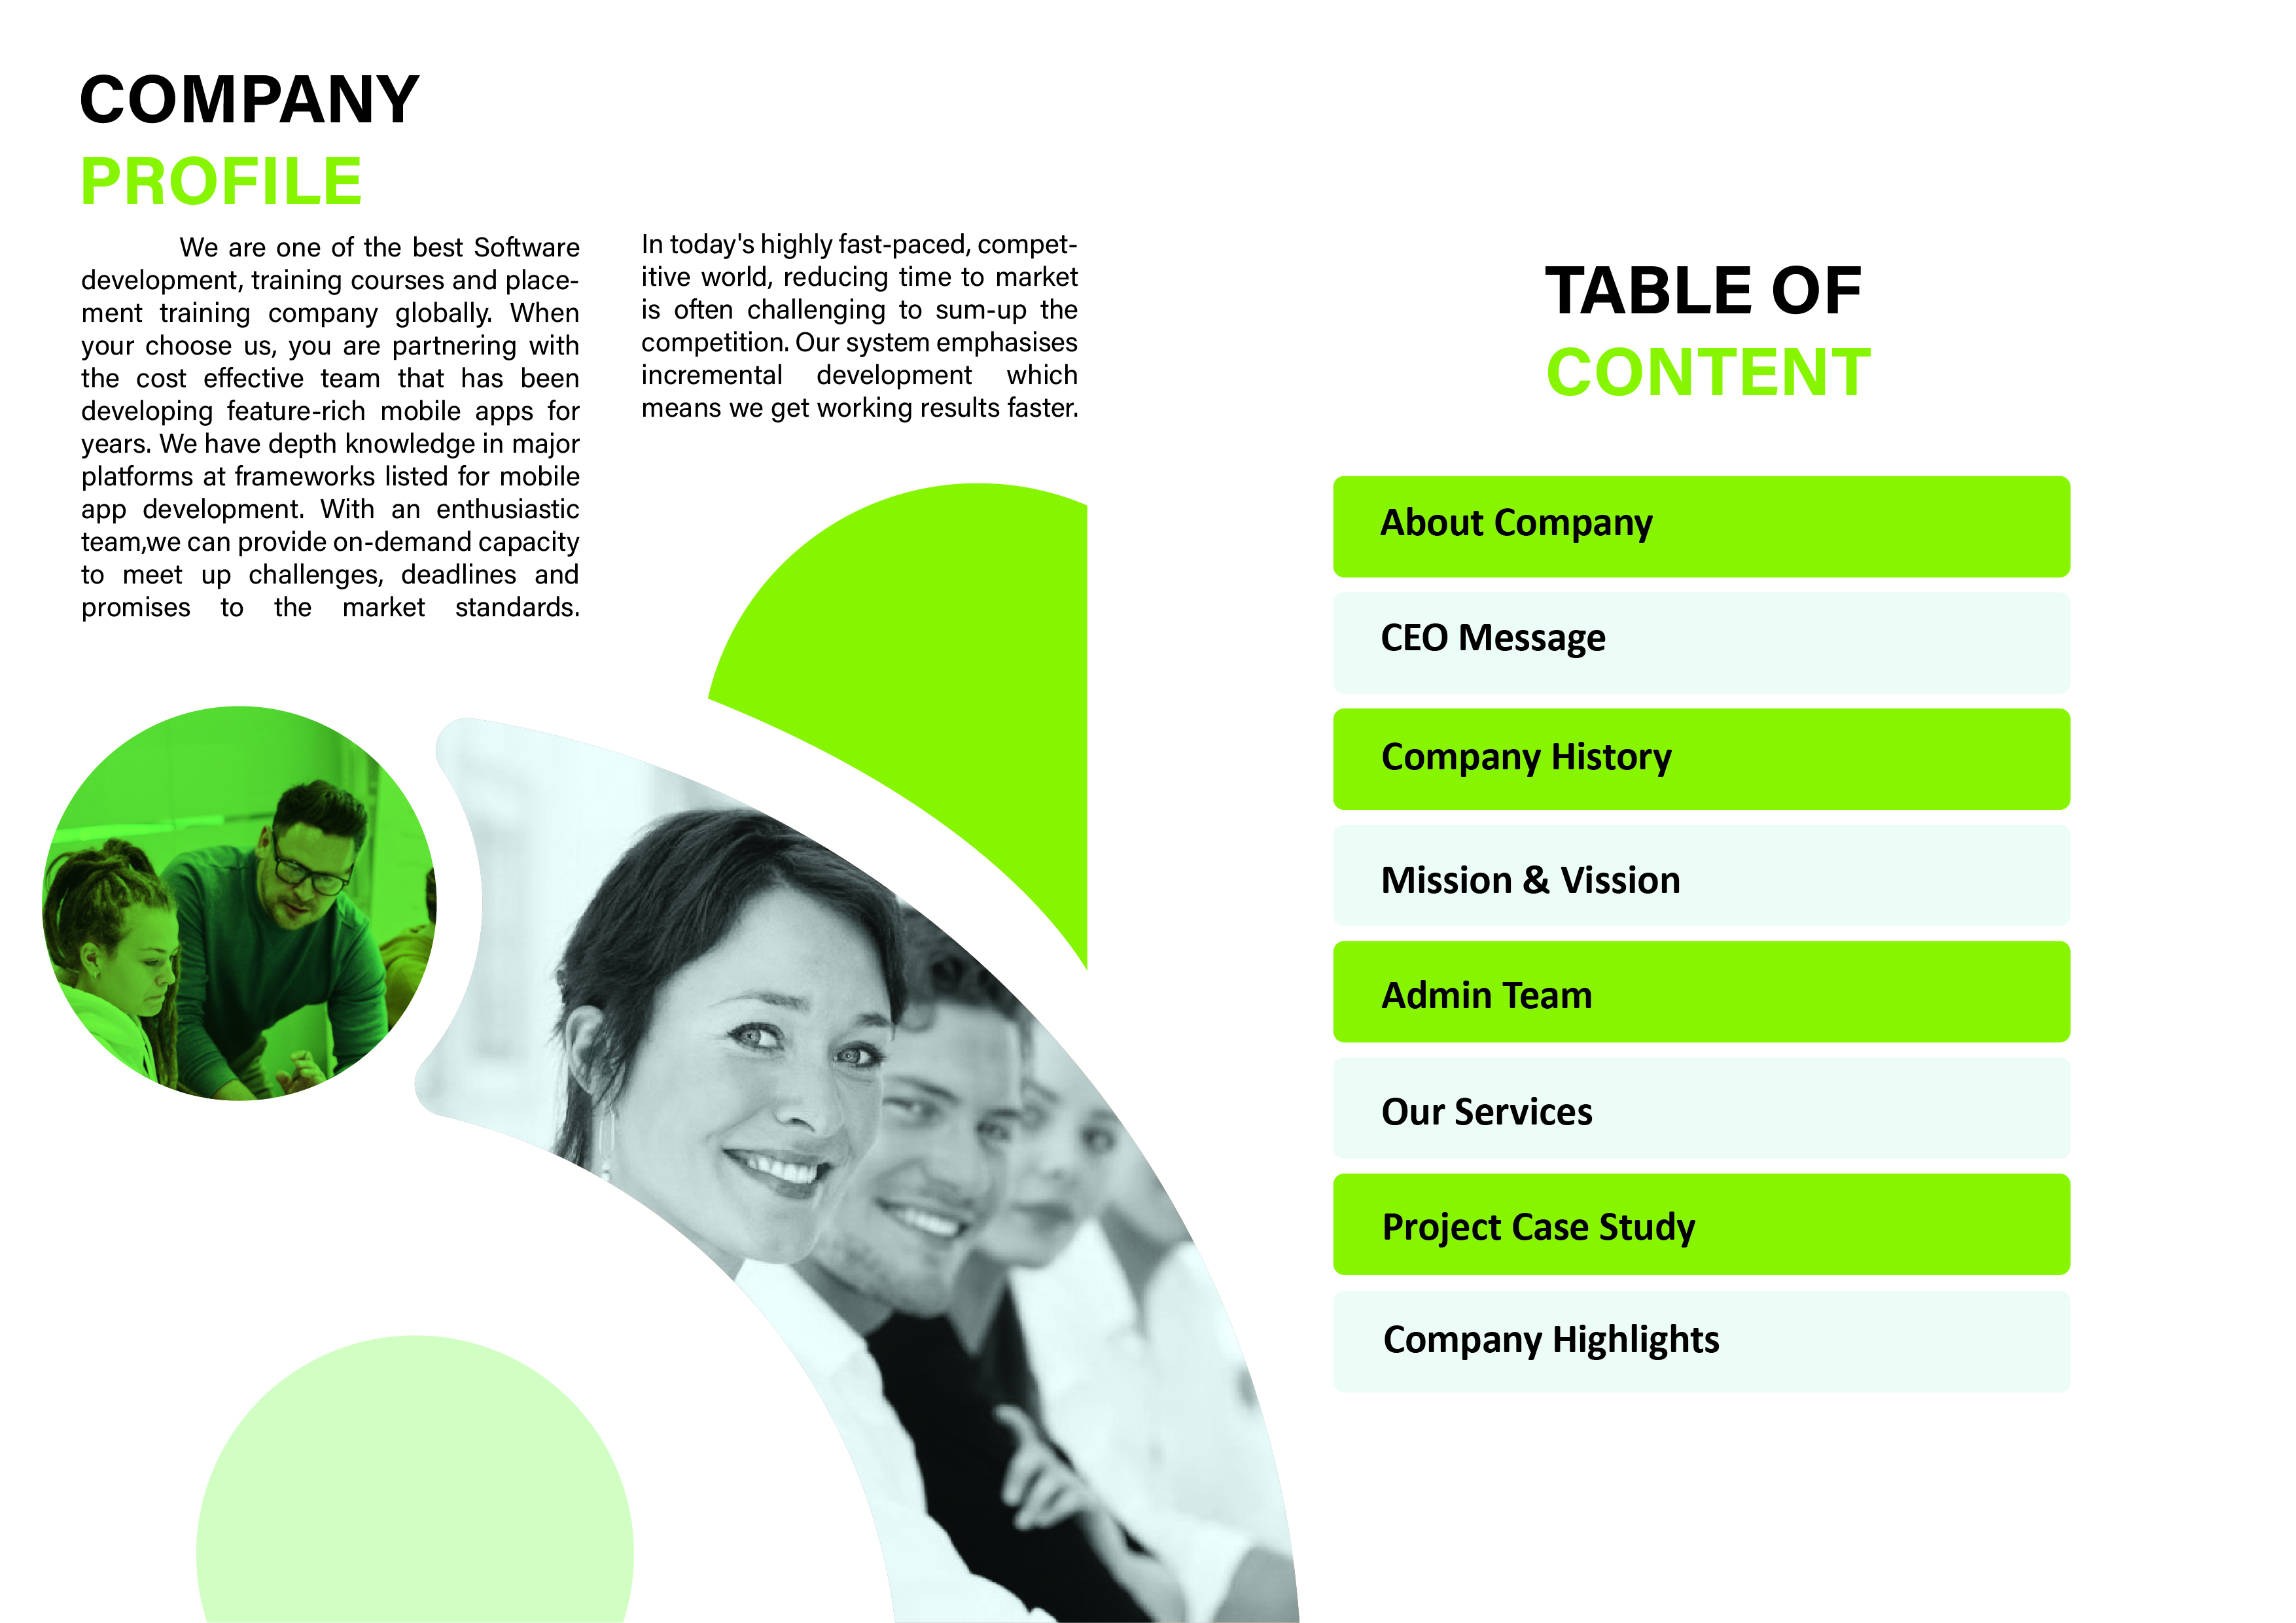 COMPANY
PROFILE
We are one of the best Software
development, training courses and place-
ment training company globally. When
your choose us, you are partnering with
the cost effective team that has been
developing feature-rich mobile apps for
years. We have depth knowledge in major
platforms at frameworks listed for mobile
app development. With an enthusiastic
team,we can provide on-demand capacity
to meet up challenges, deadlines and
promises to the market standards.
In today's highly fast-paced, compet-
itive world, reducing time to market
is often challenging to sum-up the
competition. Our system emphasises
incremental development which
means we get working results faster.
TABLE OF
CONTENT
About Company
CEO Message
Company History
Mission & Vission
Admin Team
Our Services
Project Case Study
Company Highlights